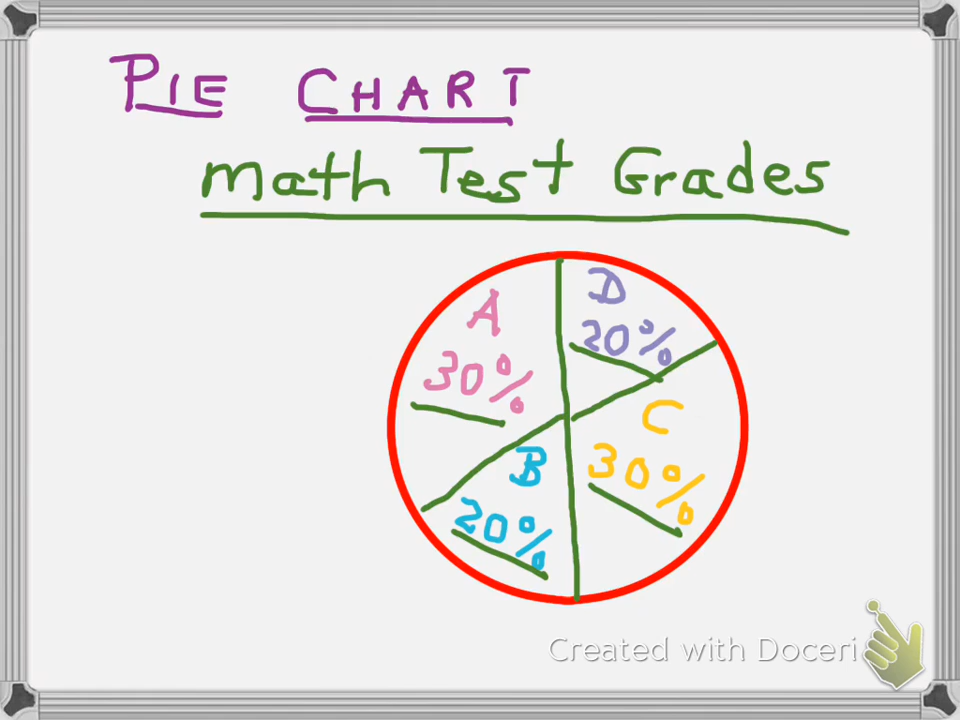 PIE CHART
math Test Grades
A
30%
D
20%
B
20%
C
30%
Created with Doceri